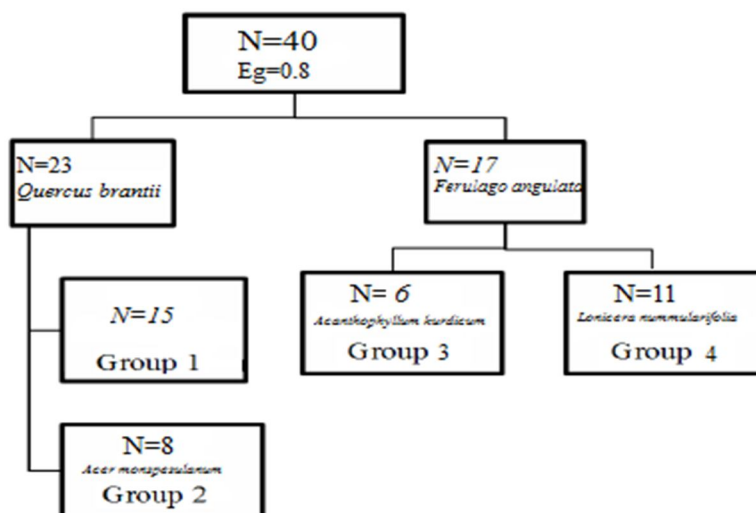 N=40
Eg=0.8
N=23
Quercus brantii
N=17
Ferulago angulata
N=15
Group 1
N=8
Acer monspesulanum
Group 2
N= 6
Acanthophyllum kurdicum
Group 3
N=11
Lonicera nummularifolia
Group 4